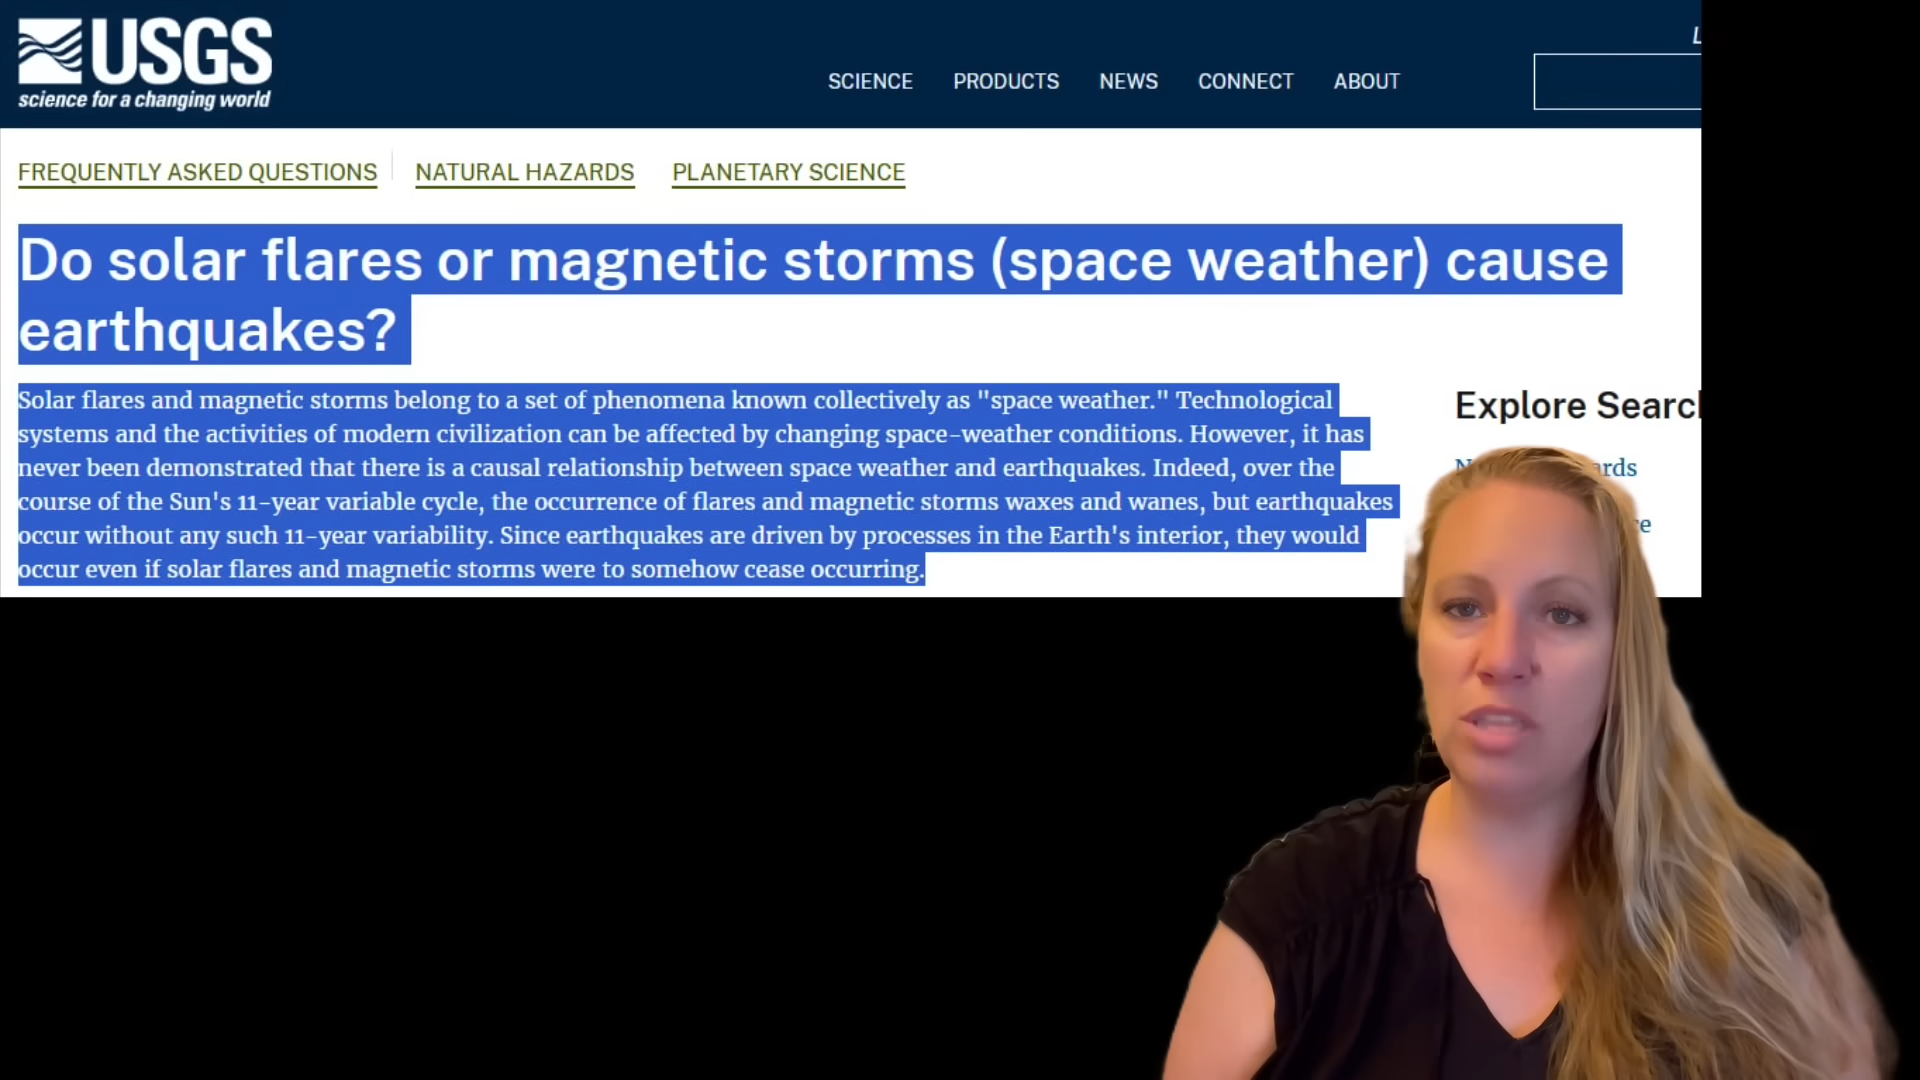 USGS
science for a changing world
SCIENCE PRODUCTS NEWS CONNECT ABOUT
FREQUENTLY ASKED QUESTIONS NATURAL HAZARDS PLANETARY SCIENCE
Do solar flares or magnetic storms (space weather) cause
earthquakes?
Solar flares and magnetic storms belong to a set of phenomena known collectively as "space weather." Technological
systems and the activities of modern civilization can be affected by changing space-weather conditions. However, it has
never been demonstrated that there is a causal relationship between space weather and earthquakes. Indeed, over the
course of the Sun's 11-year variable cycle, the occurrence of flares and magnetic storms waxes and wanes, but earthquakes
occur without any such 11-year variability. Since earthquakes are driven by processes in the Earth's interior, they would
occur even if solar flares and magnetic storms were to somehow cease occurring.
Explore Search